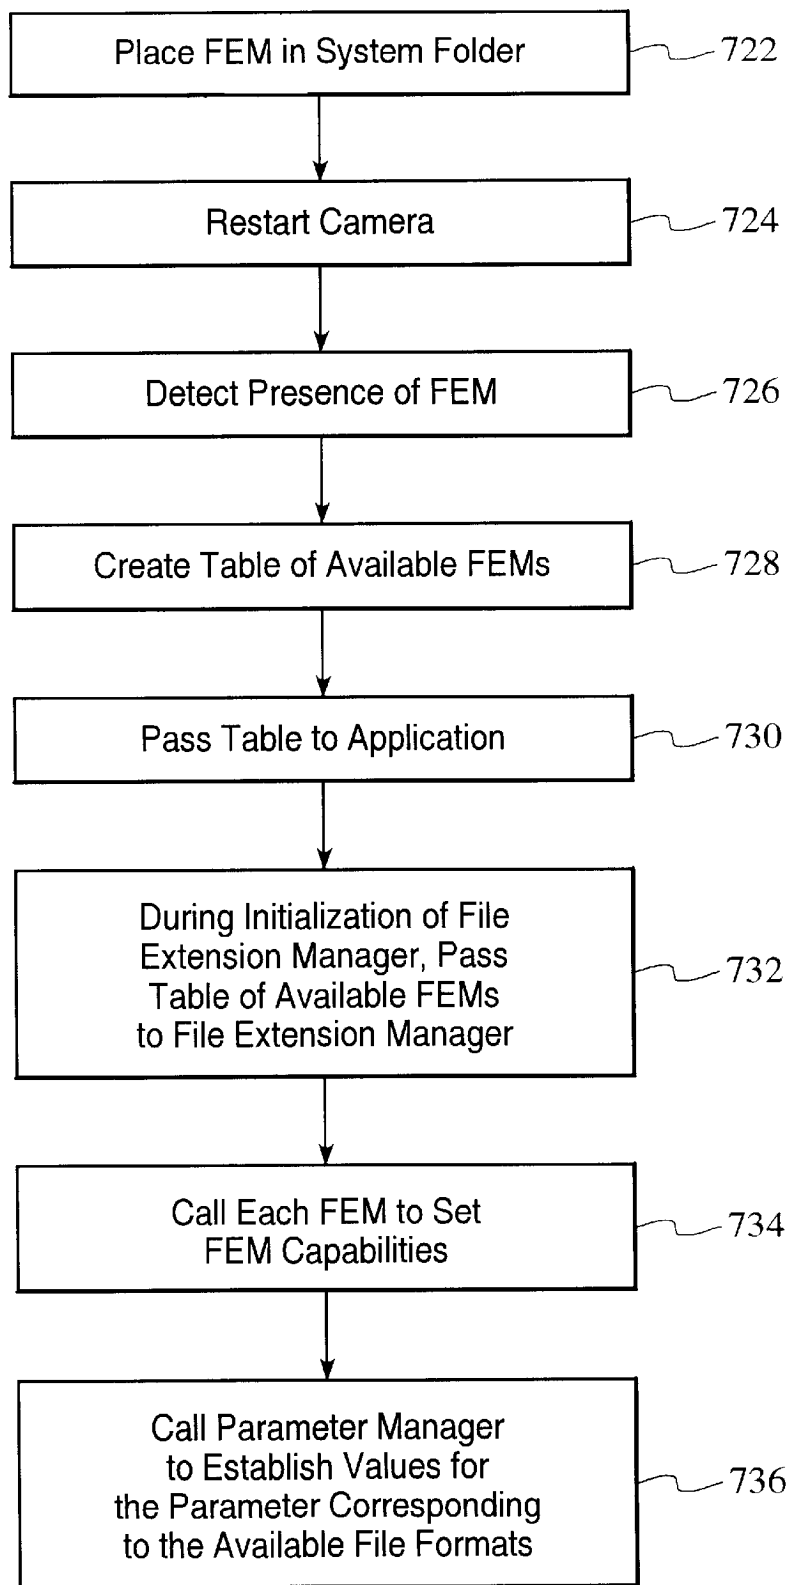 Place FEM in System Folder
722
Restart Camera
724
Detect Presence of FEM
726
Create Table of Available FEMs
728
Pass Table to Application
730
During Initialization of File
Extension Manager, Pass
Table of Available FEMs
to File Extension Manager
732
Call Each FEM to Set
FEM Capabilities
734
Call Parameter Manager
to Establish Values for
the Parameter Corresponding
to the Available File Formats
736